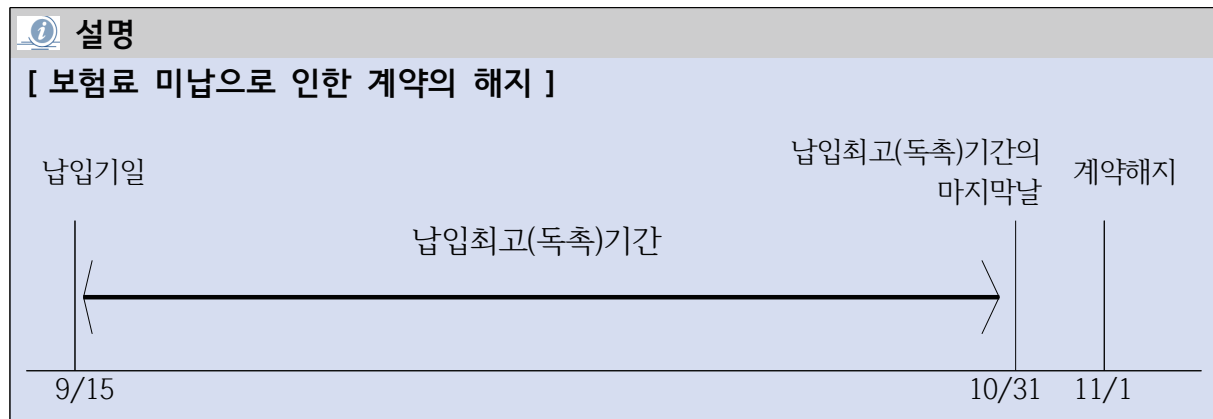 설명
[ 보험료 미납으로 인한 계약의 해지 ]
납입기일
납입최고(독촉)기간의
마지막날
계약해지
납입최고(독촉)기간
9/15
10/31
11/1